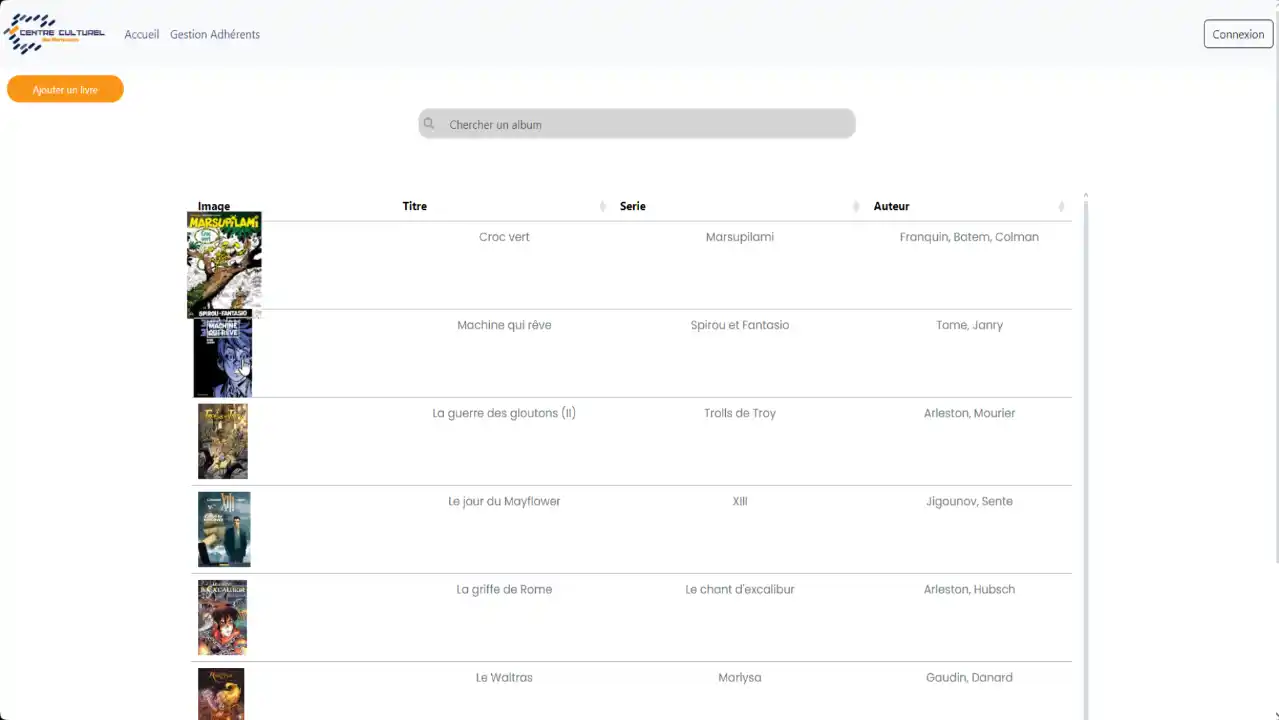 CENTRE CULTUREL
Accueil Gestion Adhérents
Connexion
Ajouter un livre
Chercher un album
Image Titre Serie Auteur
MARSUPILAMI
Croc vert Marsupilami Franquin, Batem, Colman
SPIROU ET FANTASIO
MACHINE QUI RÊVE
Machine qui rêve Spirou et Fantasio Tome, Janry
La guerre des gloutons (II) Trolls de Troy Arleston, Mourier
XIII
Le jour du Mayflower XIII Jigounov, Sente
EXCALIBUR
La griffe de Rome Le chant d'excalibur Arleston, Hubsch
Le Waltras Marlysa Gaudin, Danard